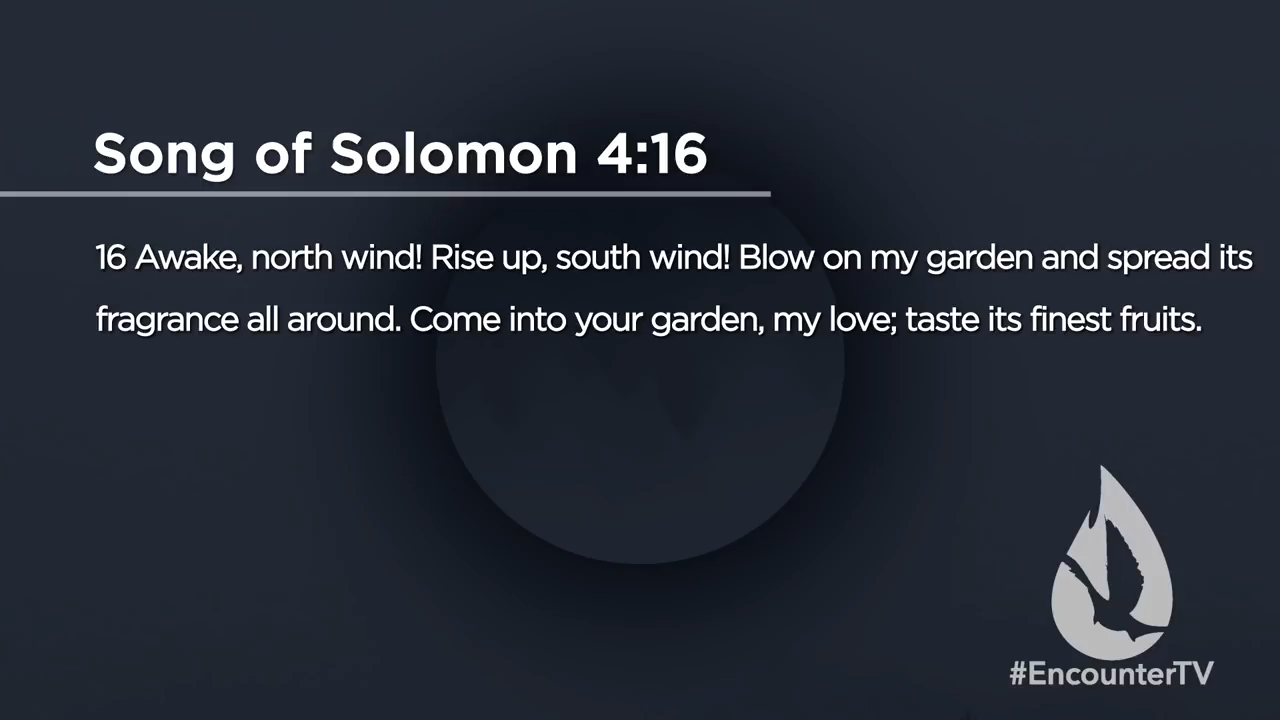 Song of Solomon 4:16
16 Awake, north wind! Rise up, south wind! Blow on my garden and spread its
fragrance all around. Come into your garden, my love; taste its finest fruits.
#EncounterTV